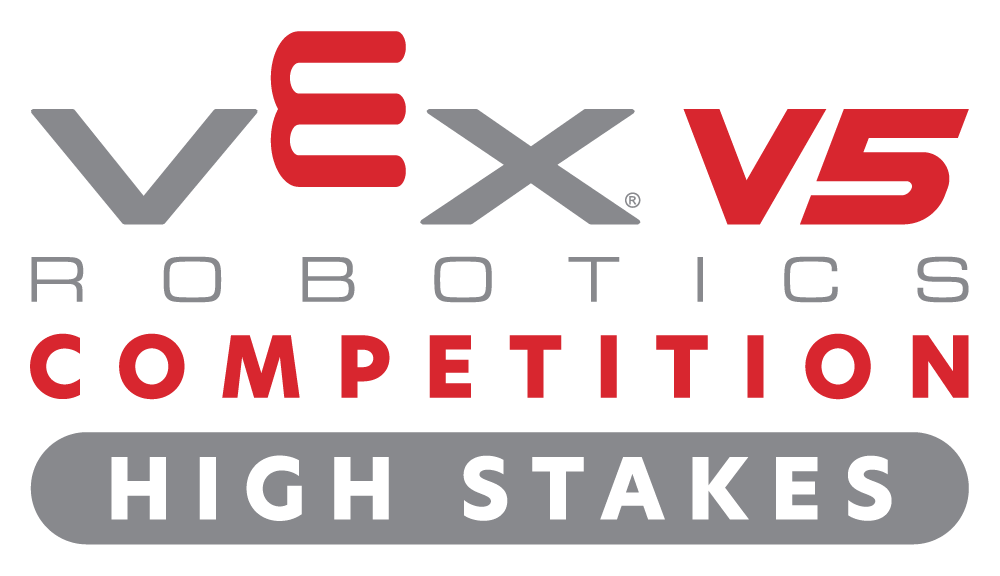 VEX® V5
ROBOTICS
COMPETITION
HIGH STAKES